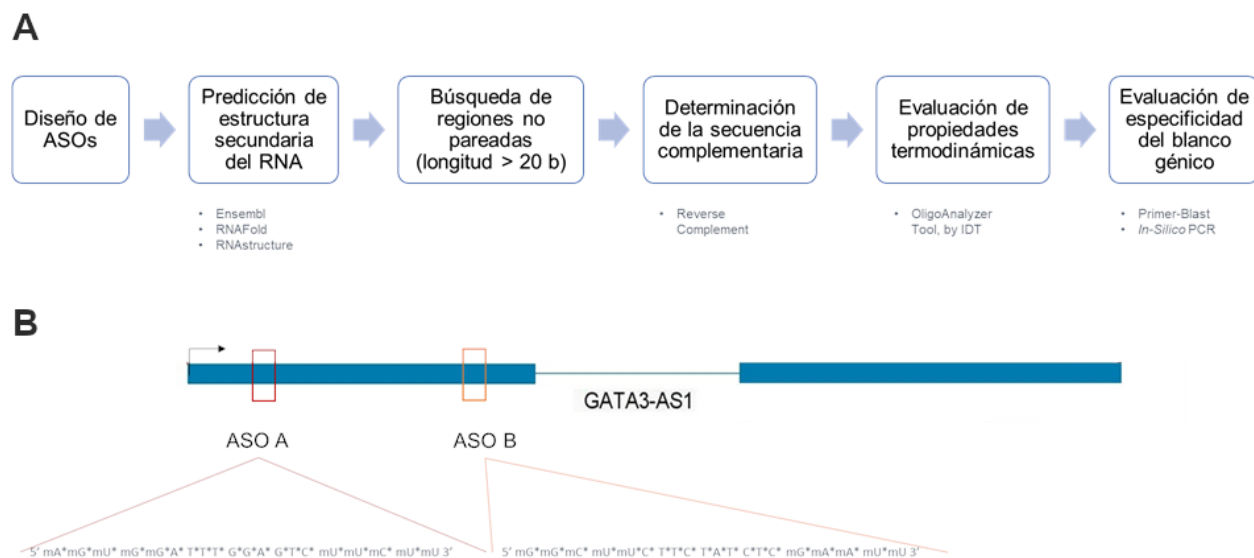 A
Diseño de
ASOs
Predicción de
estructura
secundaria
del RNA
• Ensembl
• RNAFold
• RNAstructure
Búsqueda de
regiones no
pareadas
(longitud > 20 b)
Determinación
de la secuencia
complementaria
• Reverse
Complement
Evaluación de
propiedades
termodinámicas
• OligoAnalyzer
Tool, by IDT
Evaluación de
especificidad
del blanco
génico
• Primer-Blast
• In-Silico PCR
B
GATA3-AS1
ASO A
ASO B
5' mA*mG*mU* mG*mG*A* T*T*T* G*G*A* G*T*C* mU*mU*mC* mU*mU 3'
5' mG*mG*mC* mU*mU*C* T*T*C* T*A*T* C*T*C* mG*mA*mA* mU*mU 3'